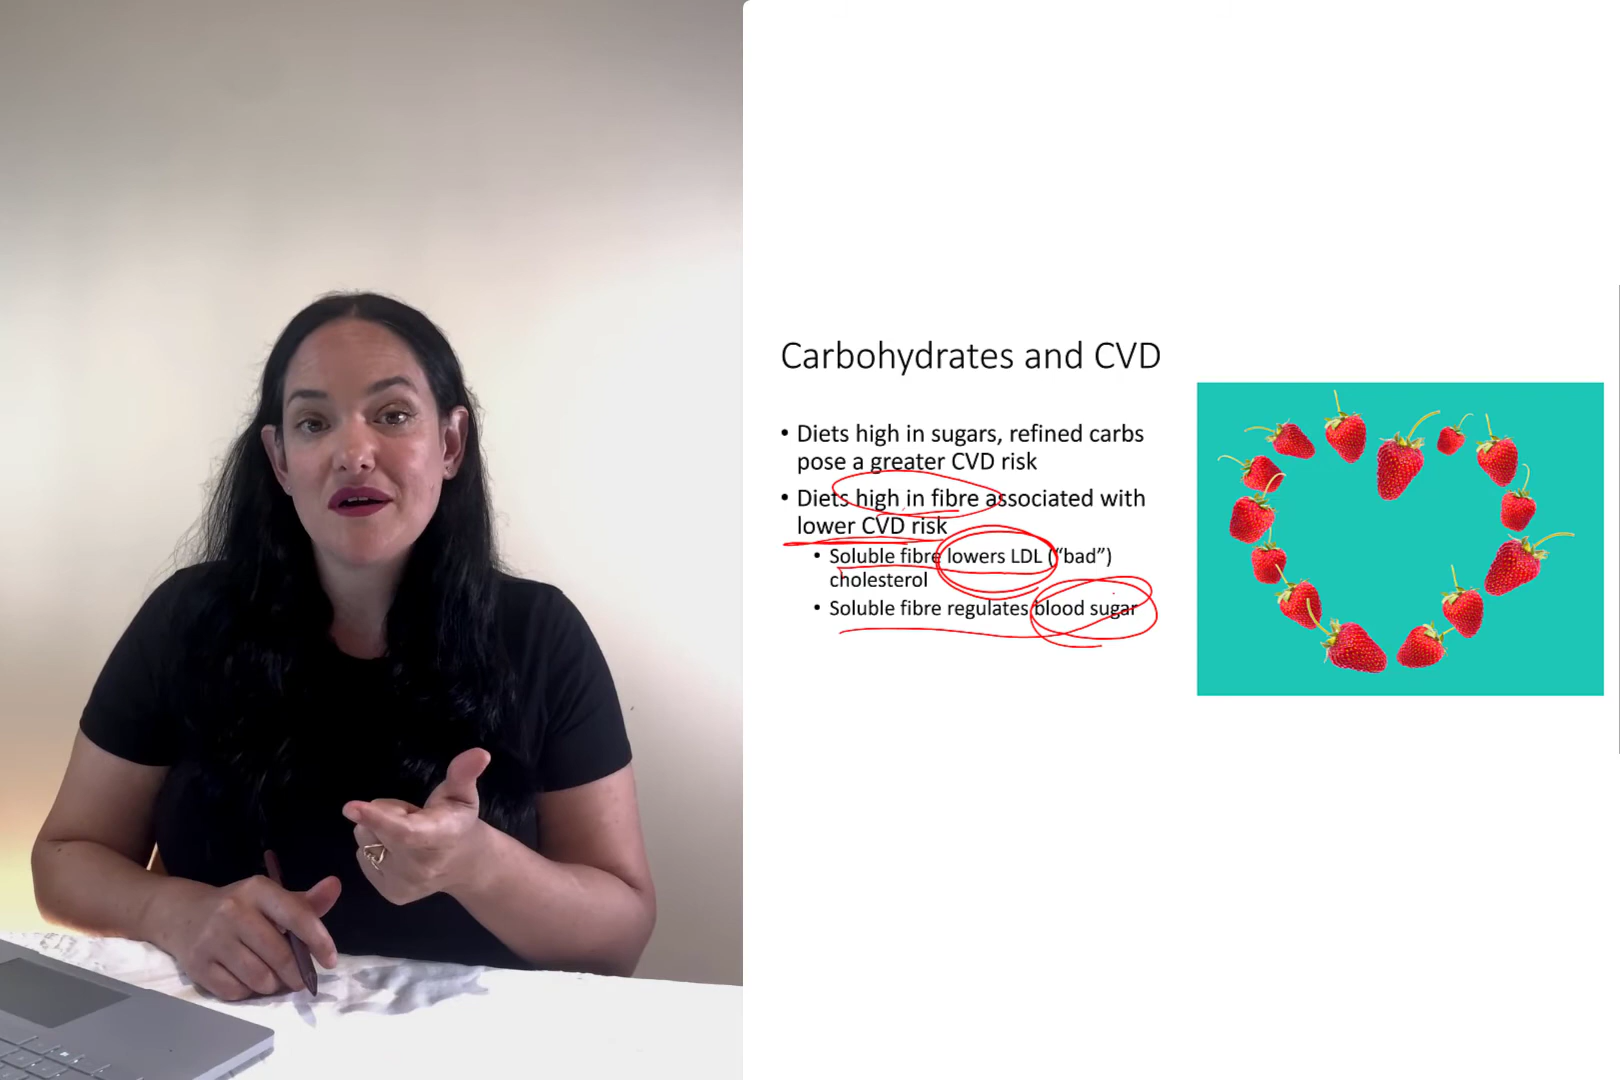 Carbohydrates and CVD
• Diets high in sugars, refined carbs
pose a greater CVD risk
• Diets high in fibre associated with
lower CVD risk
• Soluble fibre lowers LDL (“bad”)
cholesterol
• Soluble fibre regulates blood sugar